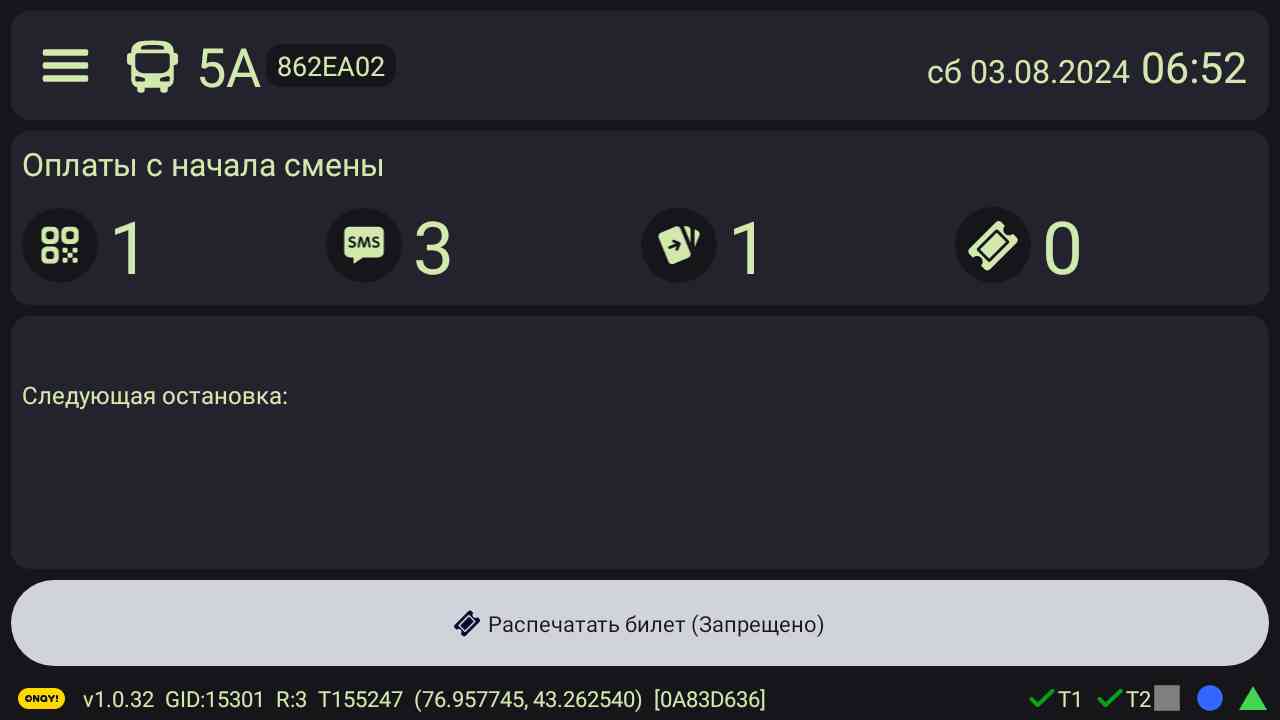 5A 862EA02 сб 03.08.2024 06:52
Оплаты с начала смены
1 SMS 3 1 0
Следующая остановка:
Распечатать билет (Запрещено)
ONAY! v1.0.32 GID:15301 R:3 T155247 (76.957745, 43.262540) [0A83D636] T1 T2